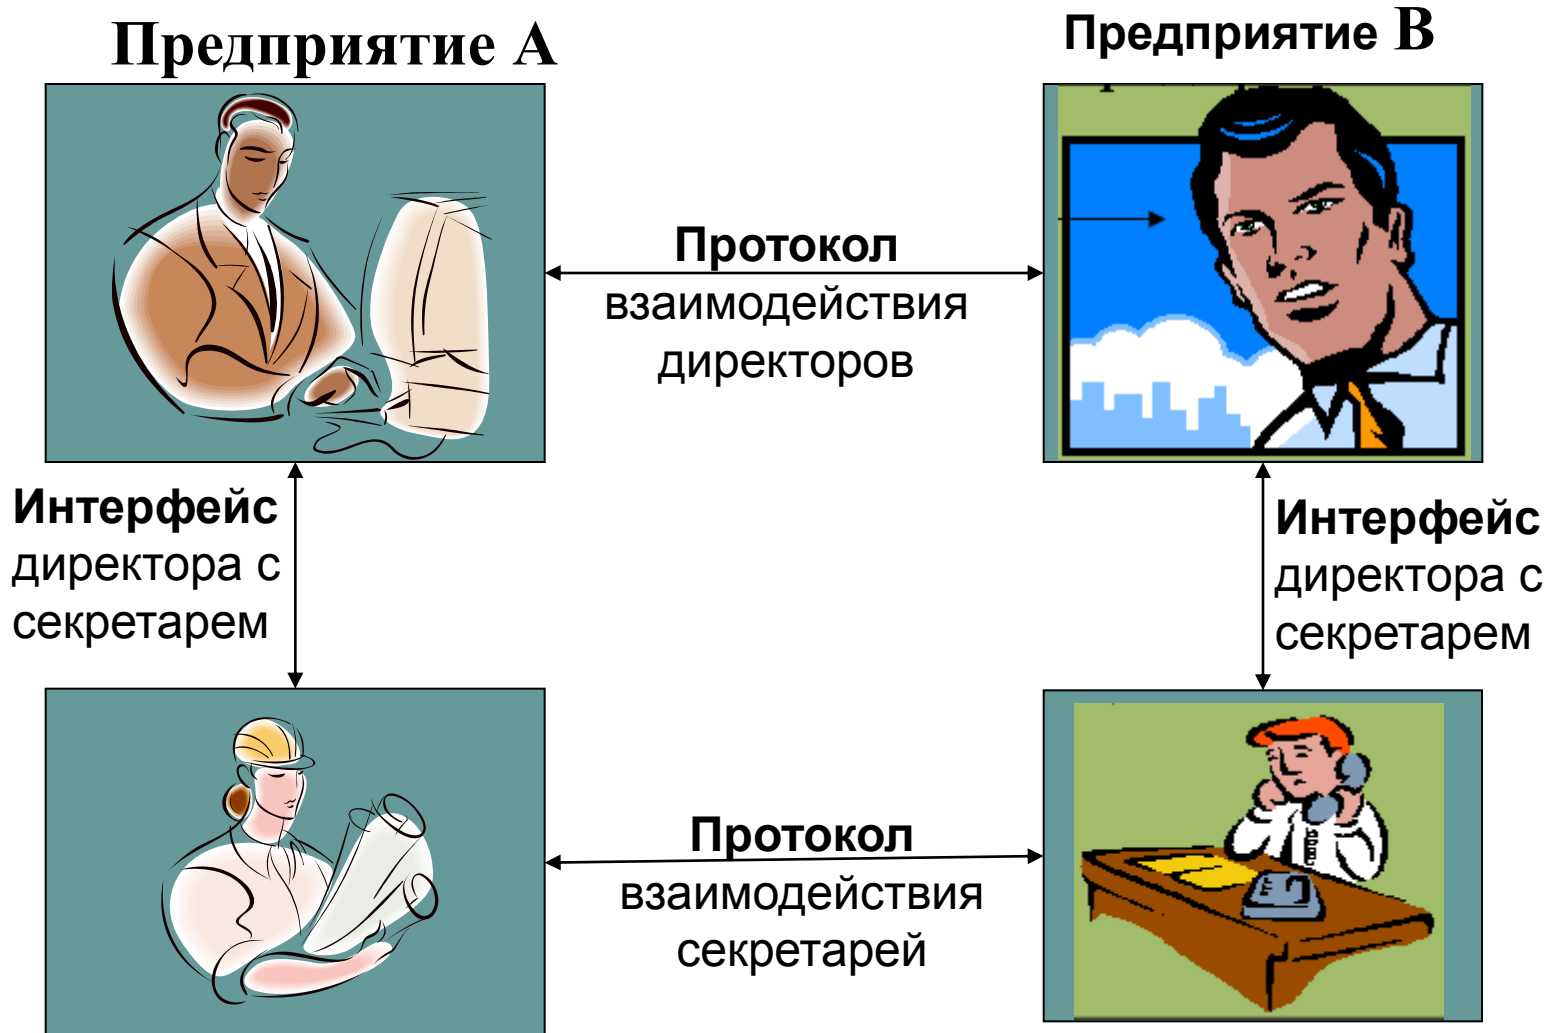 Предприятие А
Предприятие В
Протокол
взаимодействия
директоров
Интерфейс
директора с
секретарем
Интерфейс
директора с
секретарем
Протокол
взаимодействия
секретарей